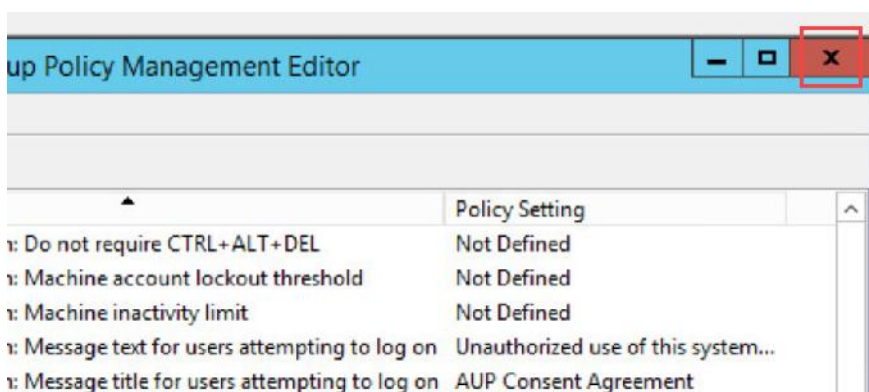 up Policy Management Editor
Policy Setting
n: Do not require CTRL+ALT+DEL Not Defined
n: Machine account lockout threshold Not Defined
n: Machine inactivity limit Not Defined
n: Message text for users attempting to log on Unauthorized use of this system...
n: Message title for users attempting to log on AUP Consent Agreement